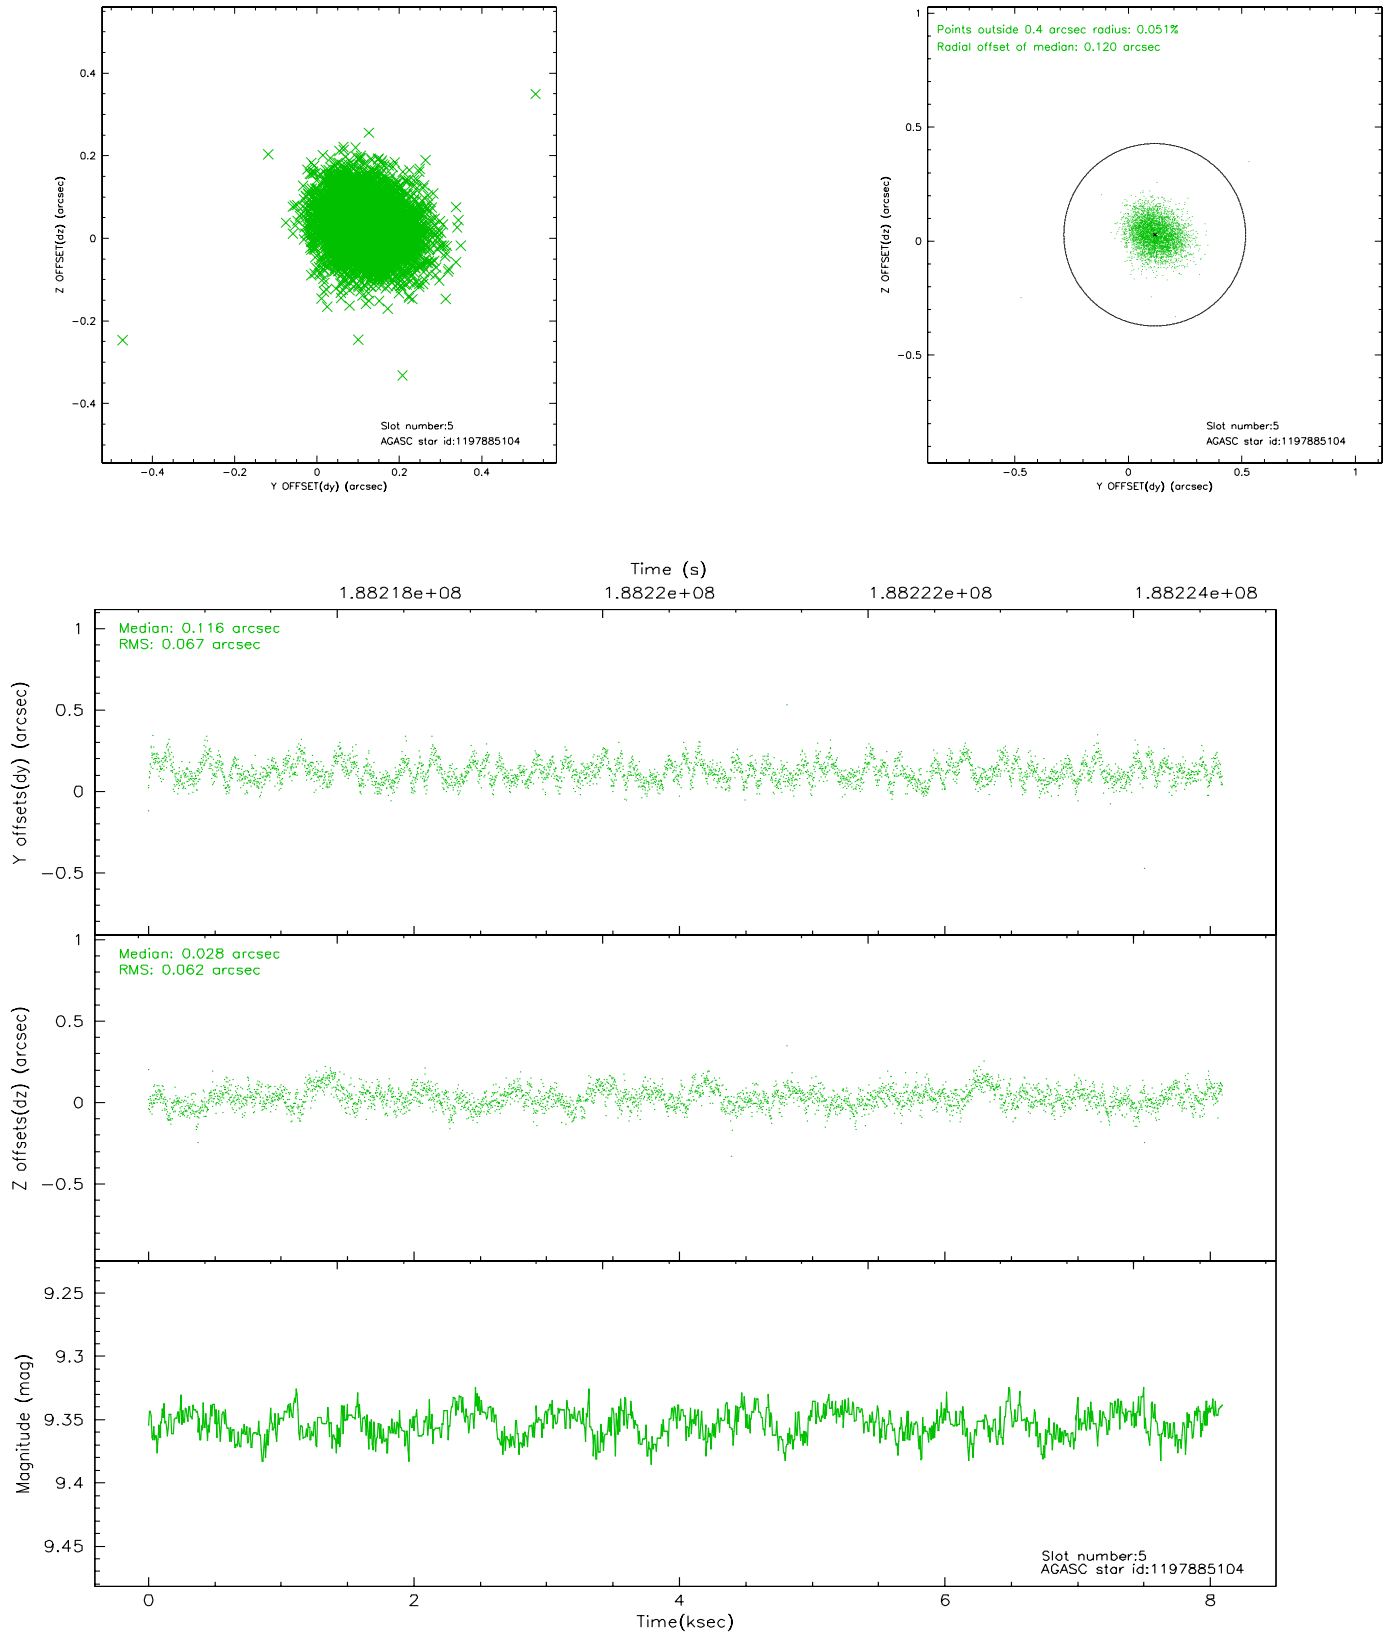 0.4
0.2
0
−0.2
−0.4
Z OFFSET(dz) (arcsec)
Slot number:5
AGASC star id:1197885104
−0.4 −0.2 0 0.2 0.4
Y OFFSET(dy) (arcsec)
Points outside 0.4 arcsec radius: 0.051%
Radial offset of median: 0.120 arcsec
1
0.5
0
−0.5
Z OFFSET(dz) (arcsec)
Slot number:5
AGASC star id:1197885104
−0.5 0 0.5 1
Y OFFSET(dy) (arcsec)
Time (s)
1.88218e+08 1.8822e+08 1.88222e+08 1.88224e+08
Median: 0.116 arcsec
RMS: 0.067 arcsec
1
0.5
0
−0.5
Y offsets(dy) (arcsec)
Median: 0.028 arcsec
RMS: 0.062 arcsec
1
0.5
0
−0.5
Z offsets(dz) (arcsec)
9.25
9.3
9.35
9.4
9.45
Magnitude (mag)
Slot number:5
AGASC star id:1197885104
0 2 4 6 8
Time(ksec)